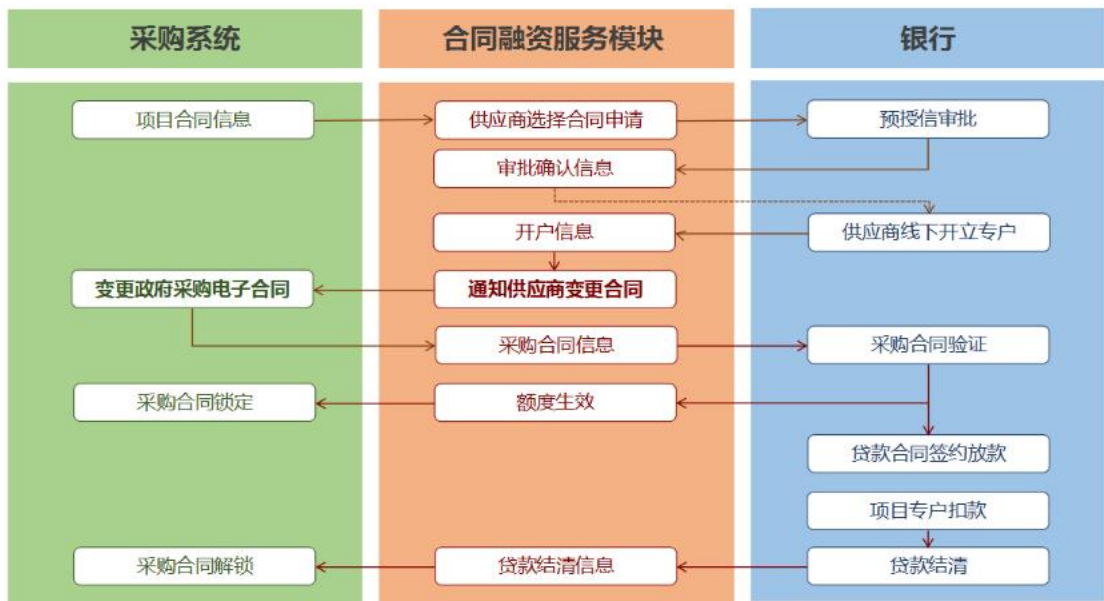 采购系统
合同融资服务模块
银行
项目合同信息
供应商选择合同申请
预授信审批
审批确认信息
开户信息
供应商线下开立专户
变更政府采购电子合同
通知供应商变更合同
采购合同信息
采购合同验证
采购合同锁定
额度生效
贷款合同签约放款
项目专户扣款
采购合同解锁
贷款结清信息
贷款结清